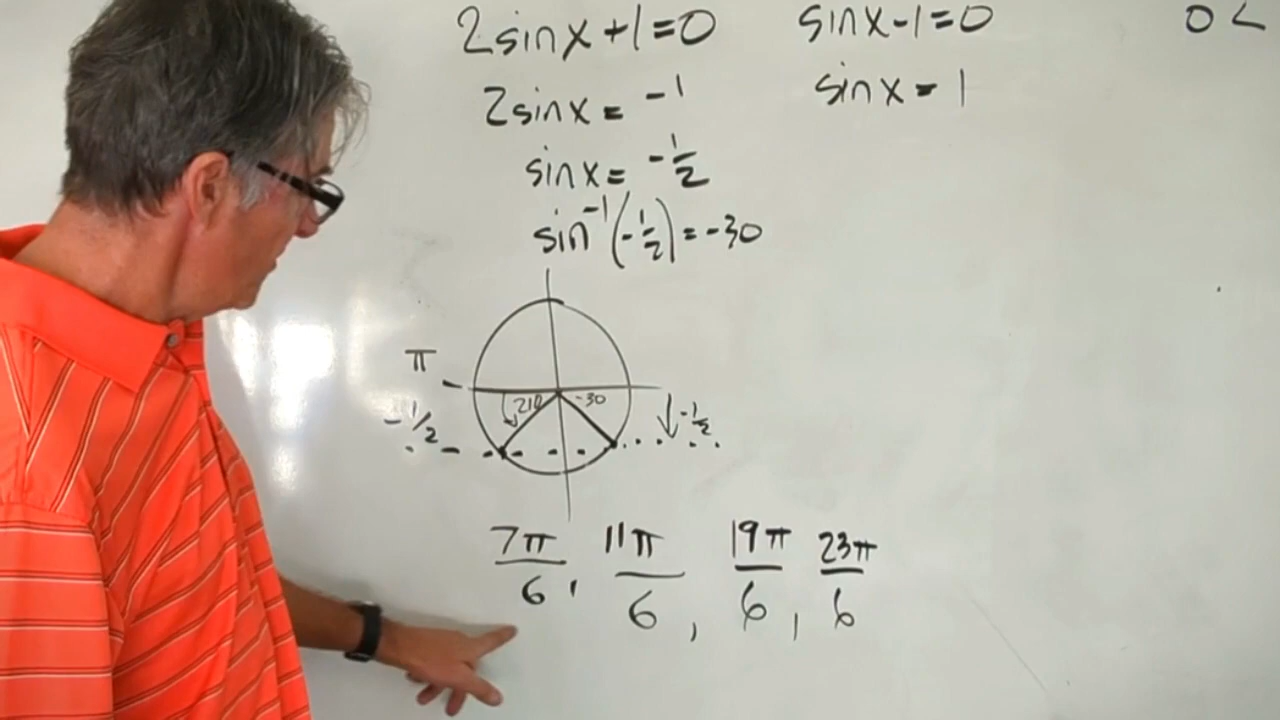 2sinx+1=0 sinx-1=0 0<
2sinx=-1 sinx=1
sinx=-1/2
sin⁻¹(-1/2)=-30
π
210 -30
-1/2 -1/2
7π/6, 11π/6, 19π/6, 23π/6